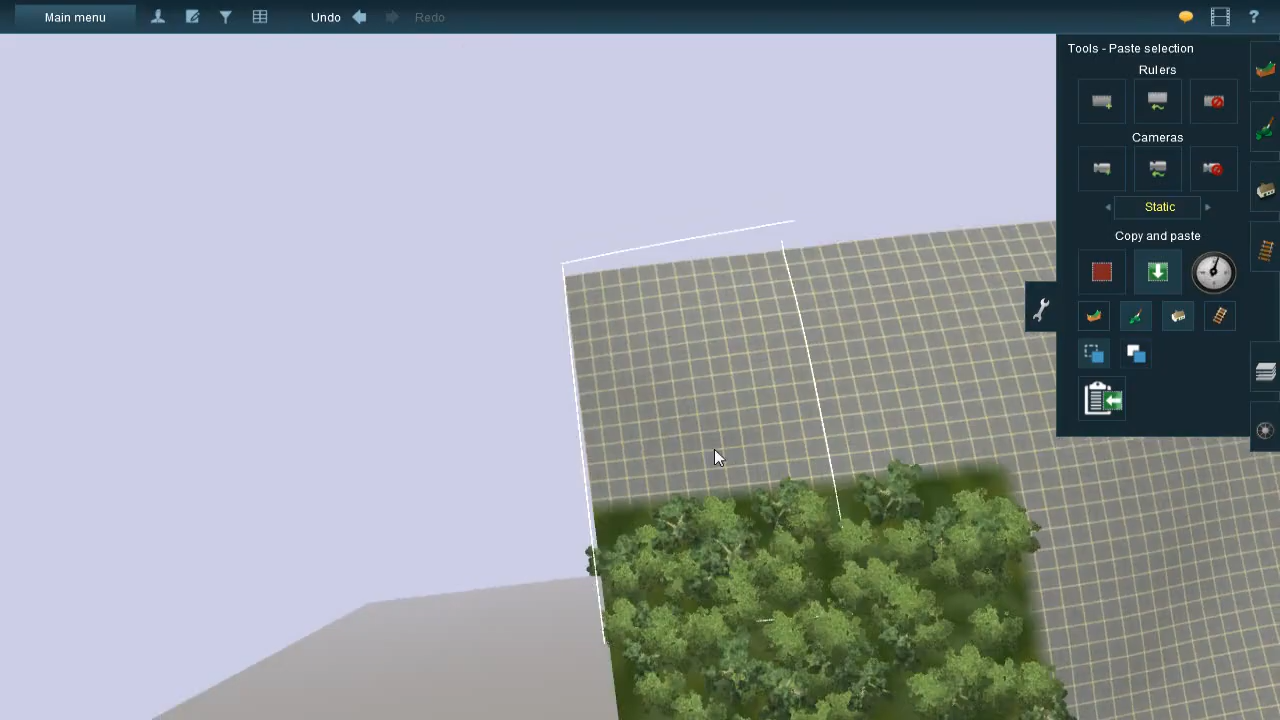 Main menu
Undo
Redo
?
Tools - Paste selection
Rulers
Cameras
Static
Copy and paste